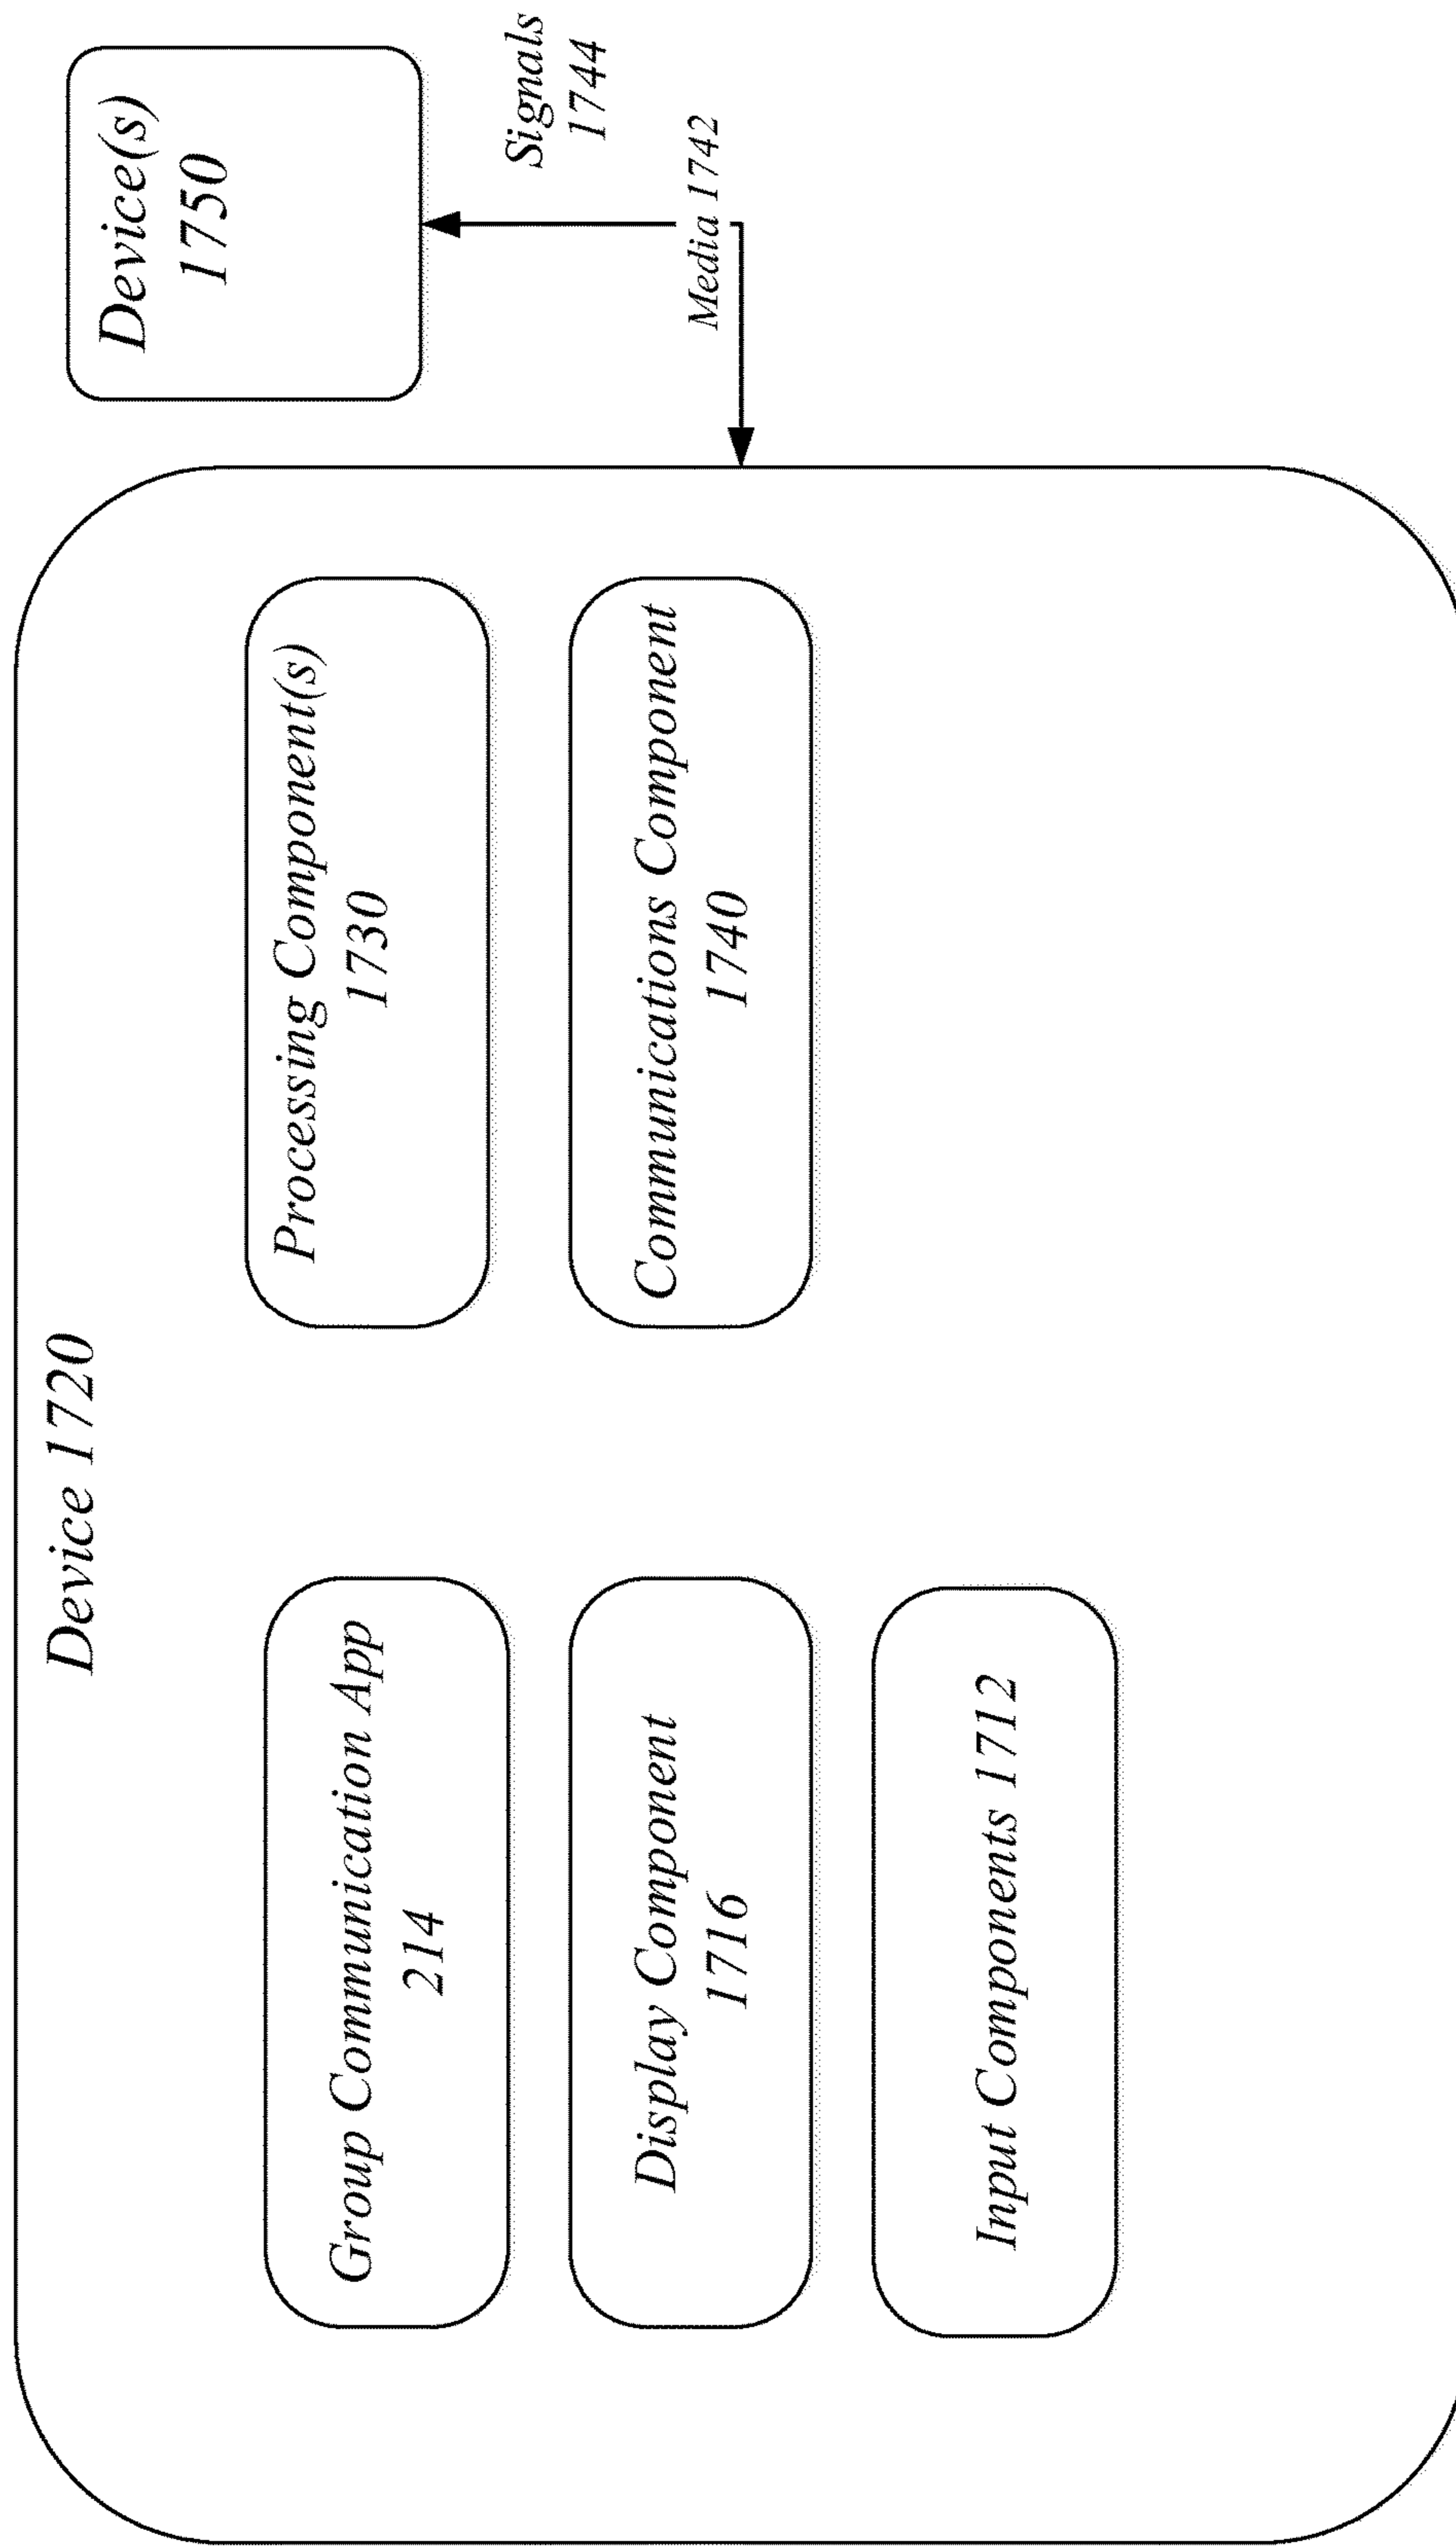 Device 1720
Group Communication App
214
Display Component
1716
Input Components 1712
Processing Component(s)
1730
Communications Component
1740
Device(s)
1750
Signals
1744
Media 1742